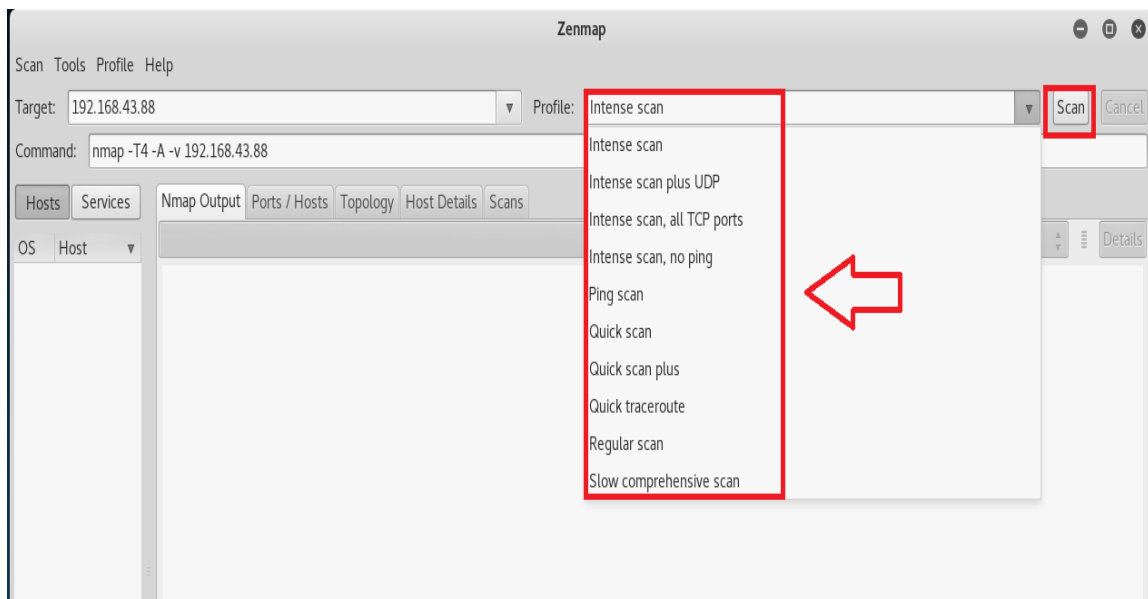 Zenmap
Scan Tools Profile Help
Target: 192.168.43.88 Profile: Intense scan Scan Cancel
Command: nmap -T4 -A -v 192.168.43.88
Intense scan
Intense scan plus UDP
Intense scan, all TCP ports
Intense scan, no ping
Ping scan
Quick scan
Quick scan plus
Quick traceroute
Regular scan
Slow comprehensive scan
Hosts Services Nmap Output Ports / Hosts Topology Host Details Scans
OS Host Details